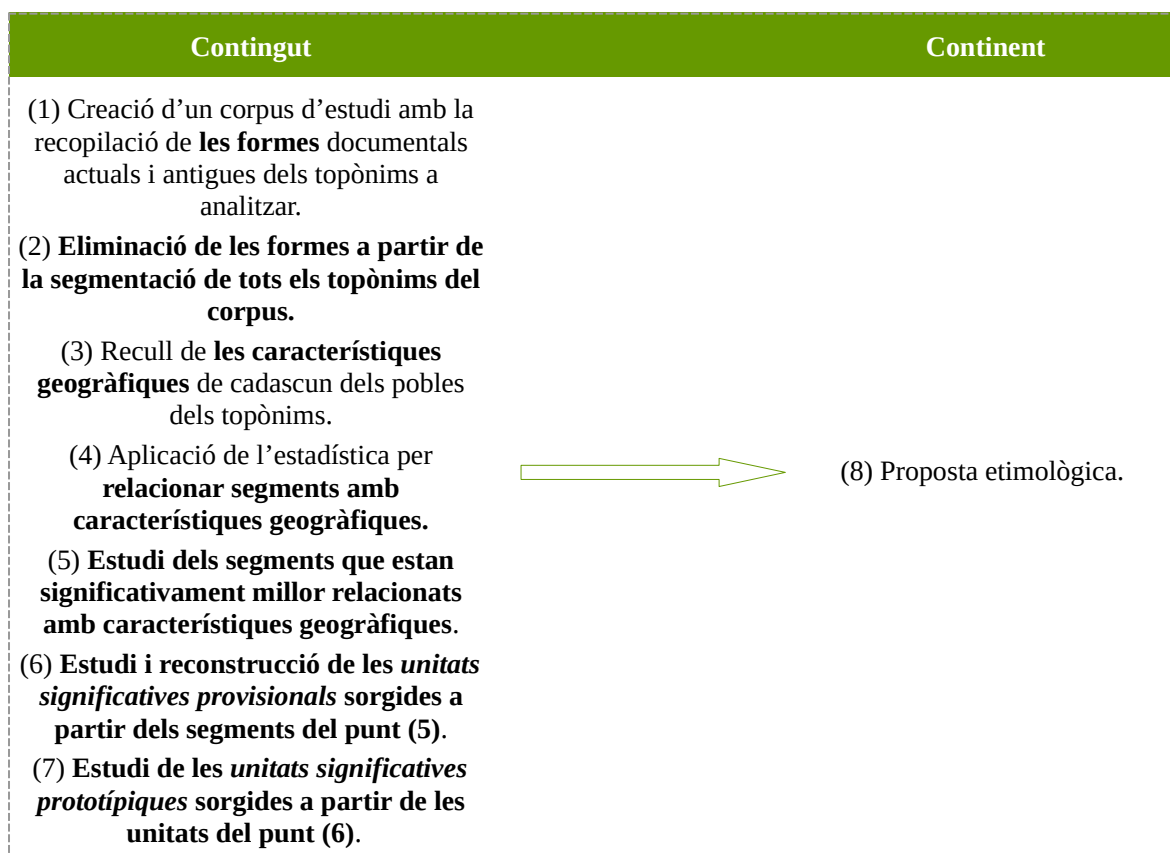 Contingut
Continent
(1) Creació d’un corpus d’estudi amb la
recopilació de les formes documentals
actuals i antigues dels topònims a
analitzar.
(2) Eliminació de les formes a partir de
la segmentació de tots els topònims del
corpus.
(3) Recull de les característiques
geogràfiques de cadascun dels pobles
dels topònims.
(4) Aplicació de l’estadística per
relacionar segments amb
característiques geogràfiques.
(5) Estudi dels segments que estan
significativament millor relacionats
amb característiques geogràfiques.
(6) Estudi i reconstrucció de les unitats
significatives provisionals sorgides a
partir dels segments del punt (5).
(7) Estudi de les unitats significatives
prototípiques sorgides a partir de les
unitats del punt (6).
(8) Proposta etimològica.